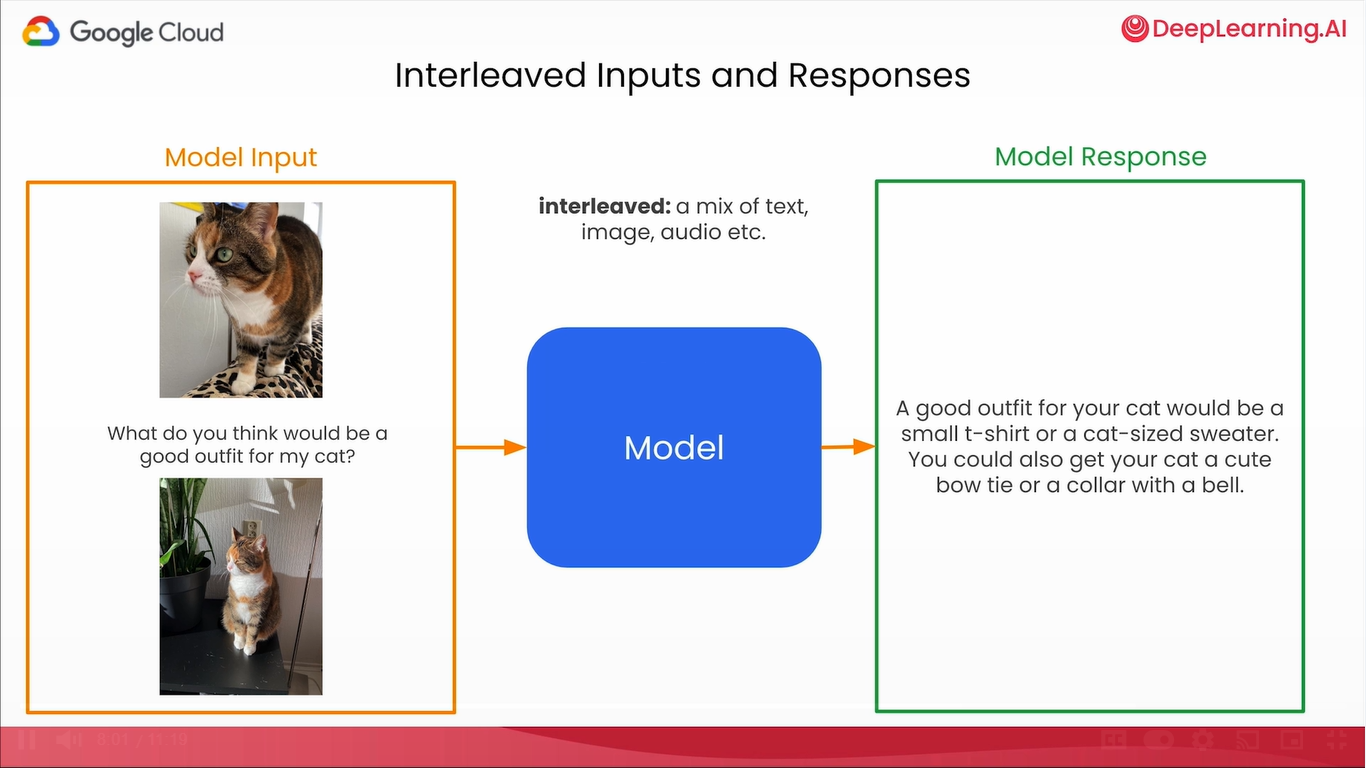 Google Cloud
DeepLearning.AI
Interleaved Inputs and Responses
Model Input
What do you think would be a
good outfit for my cat?
interleaved: a mix of text,
image, audio etc.
Model
Model Response
A good outfit for your cat would be a
small t-shirt or a cat-sized sweater.
You could also get your cat a cute
bow tie or a collar with a bell.